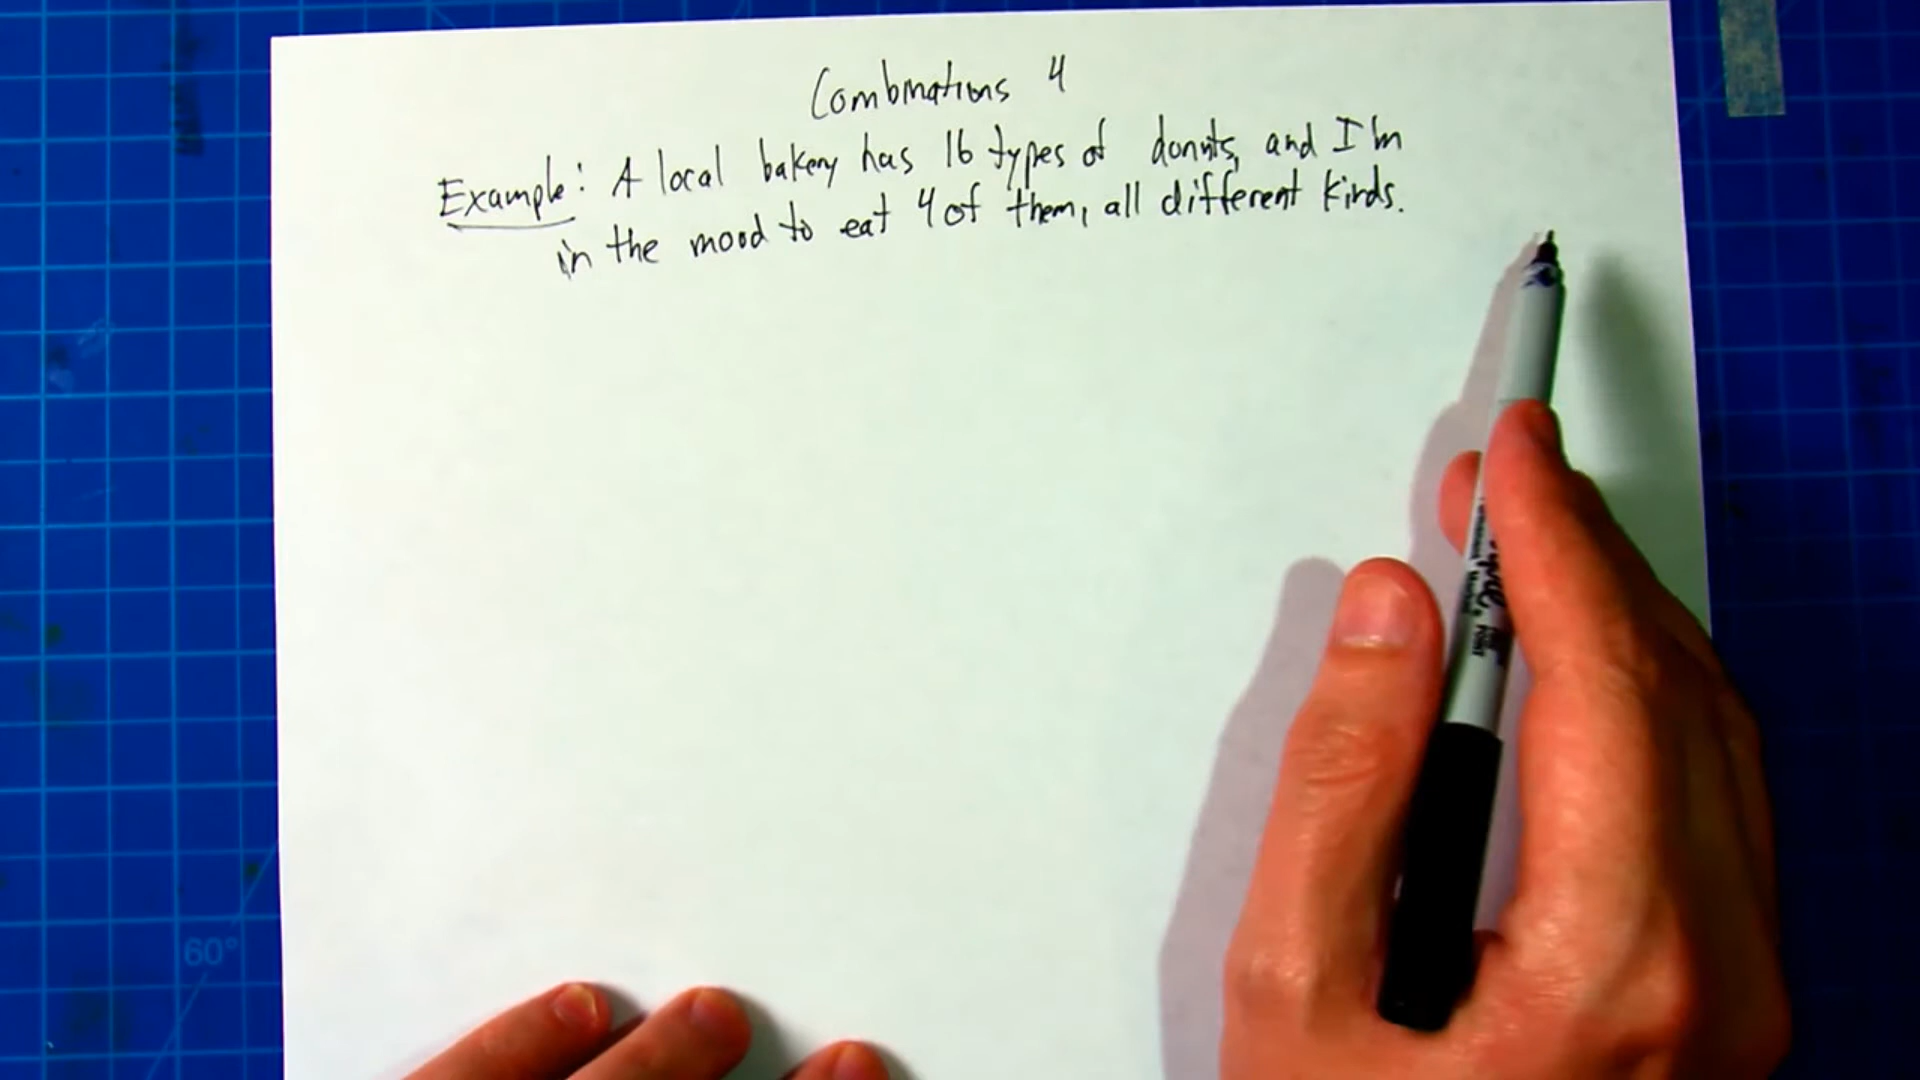 Combinations 4
Example: A local bakery has 16 types of donuts, and I'm
in the mood to eat 4 of them, all different kinds.
60°